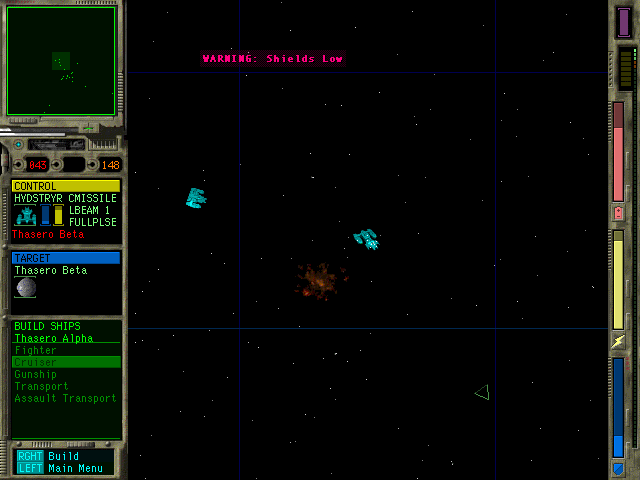 WARNING: Shields Low
043 148
CONTROL
HVDSTRYR CMISSILE
LBEAM 1
FULLPLSE
Thasero Beta
TARGET
Thasero Beta
BUILD SHIPS
Thasero Alpha
Fighter
Cruiser
Gunship
Transport
Assault Transport
RGHT Build
LEFT Main Menu